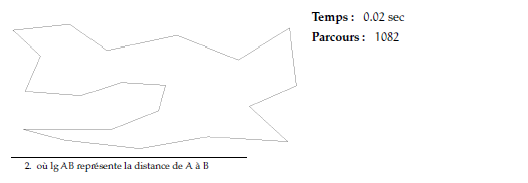 Temps : 0.02 sec
Parcours : 1082
2. où lg AB représente la distance de A à B